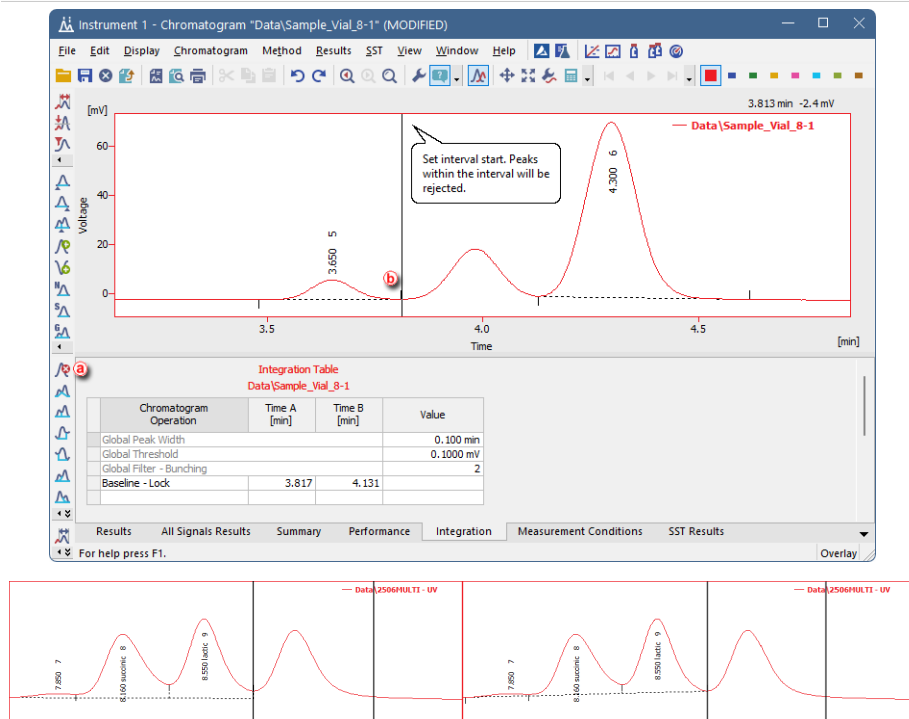 Instrument 1 - Chromatogram "Data\Sample_Vial_8-1" (MODIFIED)
File Edit Display Chromatogram Method Results SST View Window Help
3.813 min -2.4 mV
[mV]
Data\Sample_Vial_8-1
Set interval start. Peaks
within the interval will be
rejected.
60
40
20
0
Voltage
3.650 5
4.300 6
b
3.5 4.0 4.5
Time
[min]
a
Integration Table
Data\Sample_Vial_8-1
Chromatogram Operation Time A [min] Time B [min] Value
Global Peak Width 0.100 min
Global Threshold 0.1000 mV
Global Filter - Bunching 2
Baseline - Lock 3.817 4.131
Results All Signals Results Summary Performance Integration Measurement Conditions SST Results
For help press F1. Overlay
Data\2506MULTI - UV
7.850 7
8.160 succinic 8
8.550 lactic 9
Data\2506MULTI - UV
7.850 7
8.160 succinic 8
8.550 lactic 9